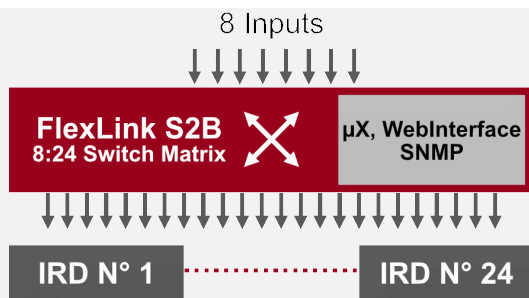 8 Inputs
FlexLink S2B
8:24 Switch Matrix
µX, WebInterface
SNMP
IRD N° 1
IRD N° 24